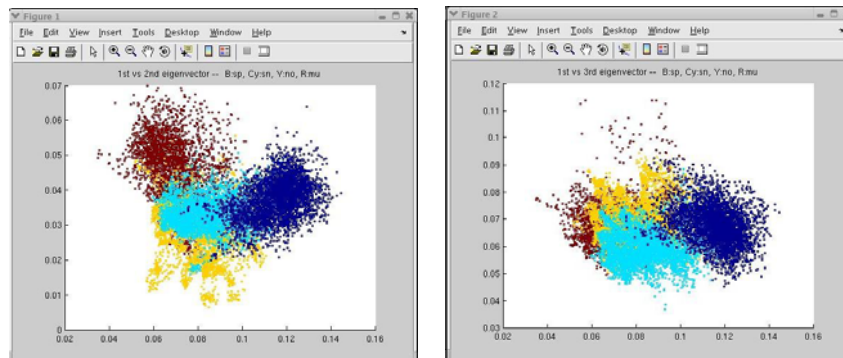 Figure 1
File Edit View Insert Tools Desktop Window Help
1st vs 2nd eigenvector -- B:sp, Cy:sn, Y:no, R:mu
0.07
0.06
0.05
0.04
0.03
0.02
0.01
0
0.02 0.04 0.06 0.08 0.1 0.12 0.14 0.16
Figure 2
File Edit View Insert Tools Desktop Window Help
1st vs 3rd eigenvector -- B:sp, Cy:sn, Y:no, R:mu
0.12
0.11
0.1
0.09
0.08
0.07
0.06
0.05
0.04
0.03
0.02 0.04 0.06 0.08 0.1 0.12 0.14 0.16